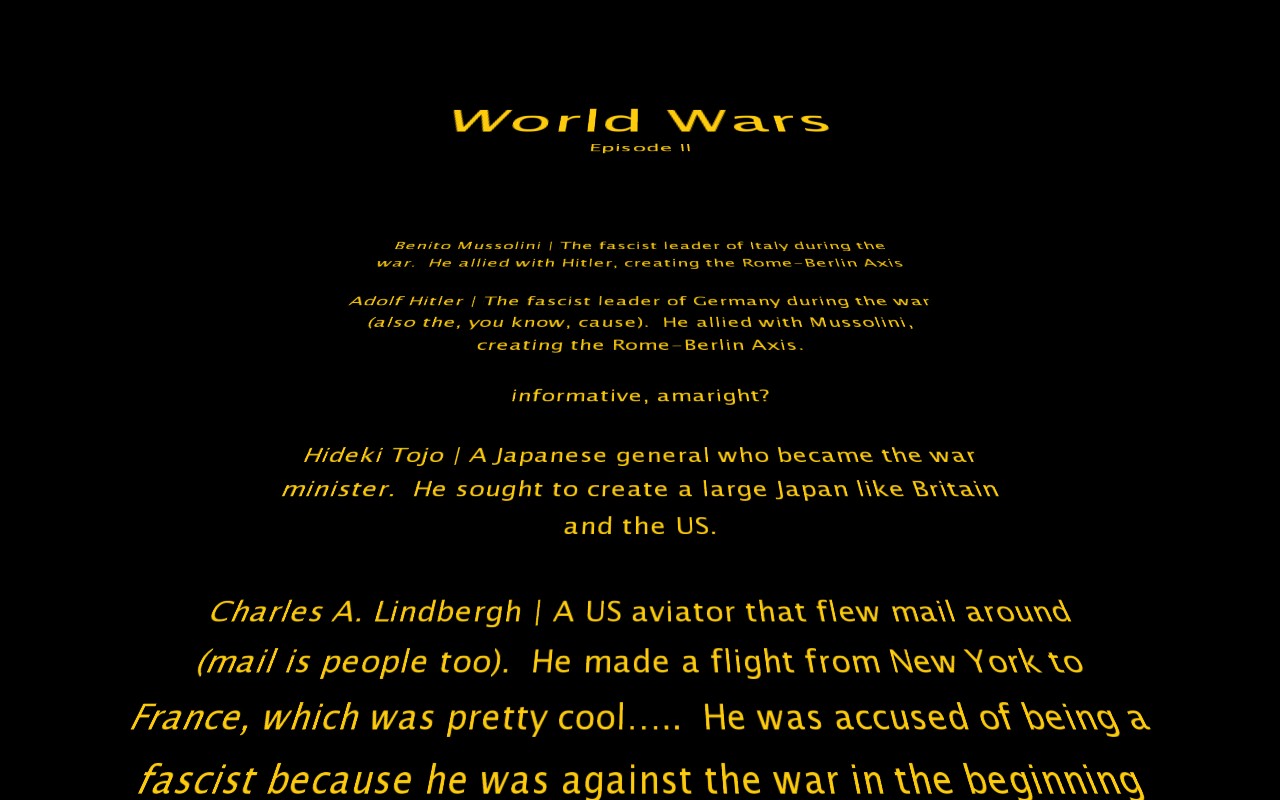 World Wars
Episode II
Benito Mussolini | The fascist leader of Italy during the
war.  He allied with Hitler, creating the Rome-Berlin Axis
Adolf Hitler | The fascist leader of Germany during the war
(also the, you know, cause).  He allied with Mussolini,
creating the Rome-Berlin Axis.
informative, amaright?
Hideki Tojo | A Japanese general who became the war
minister.  He sought to create a large Japan like Britain
and the US.
Charles A. Lindbergh | A US aviator that flew mail around
(mail is people too).  He made a flight from New York to
France, which was pretty cool.....  He was accused of being a
fascist because he was against the war in the beginning